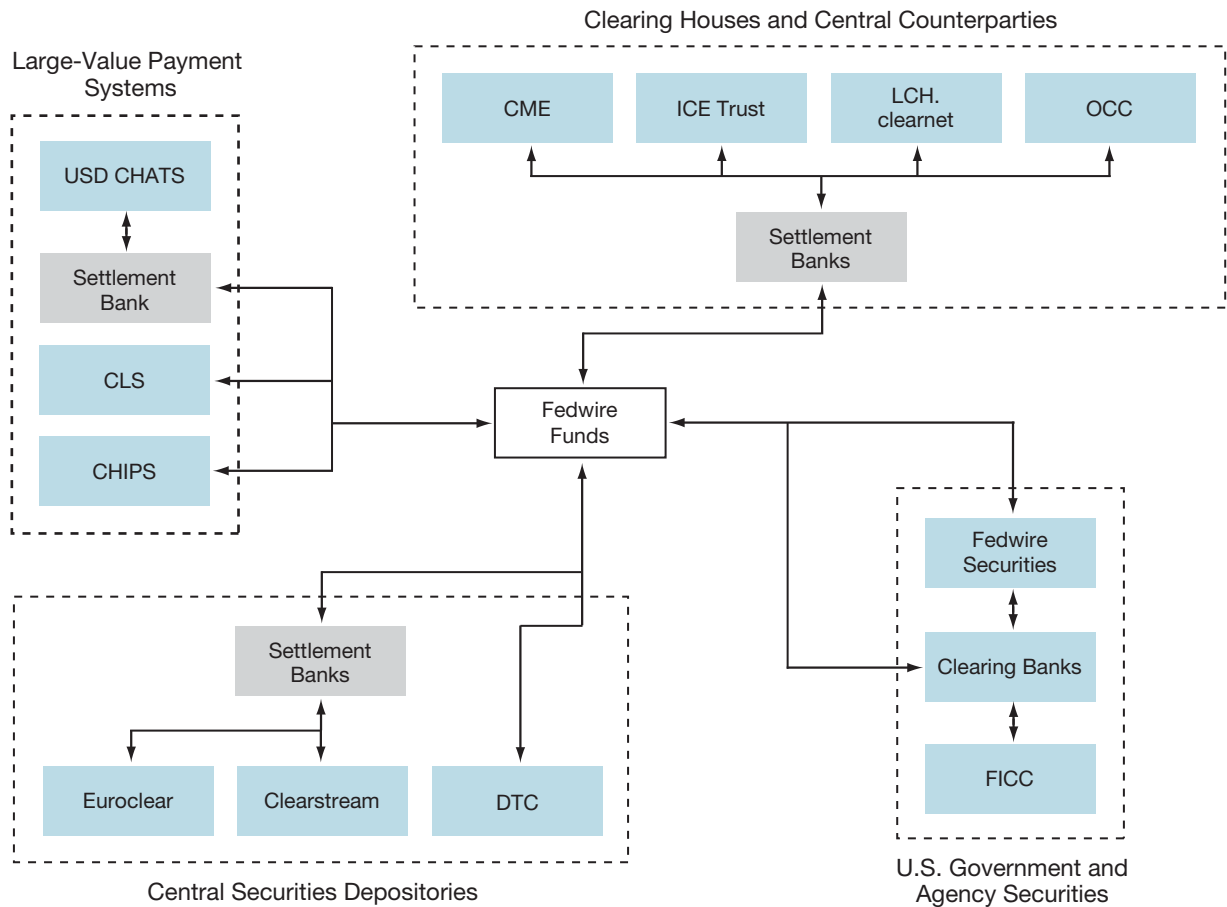 Clearing Houses and Central Counterparties
CME
ICE Trust
LCH.
clearnet
OCC
Settlement
Banks
Large-Value Payment
Systems
USD CHATS
Settlement
Bank
CLS
CHIPS
Fedwire
Funds
Fedwire
Securities
Clearing Banks
FICC
U.S. Government and
Agency Securities
Settlement
Banks
Euroclear
Clearstream
DTC
Central Securities Depositories